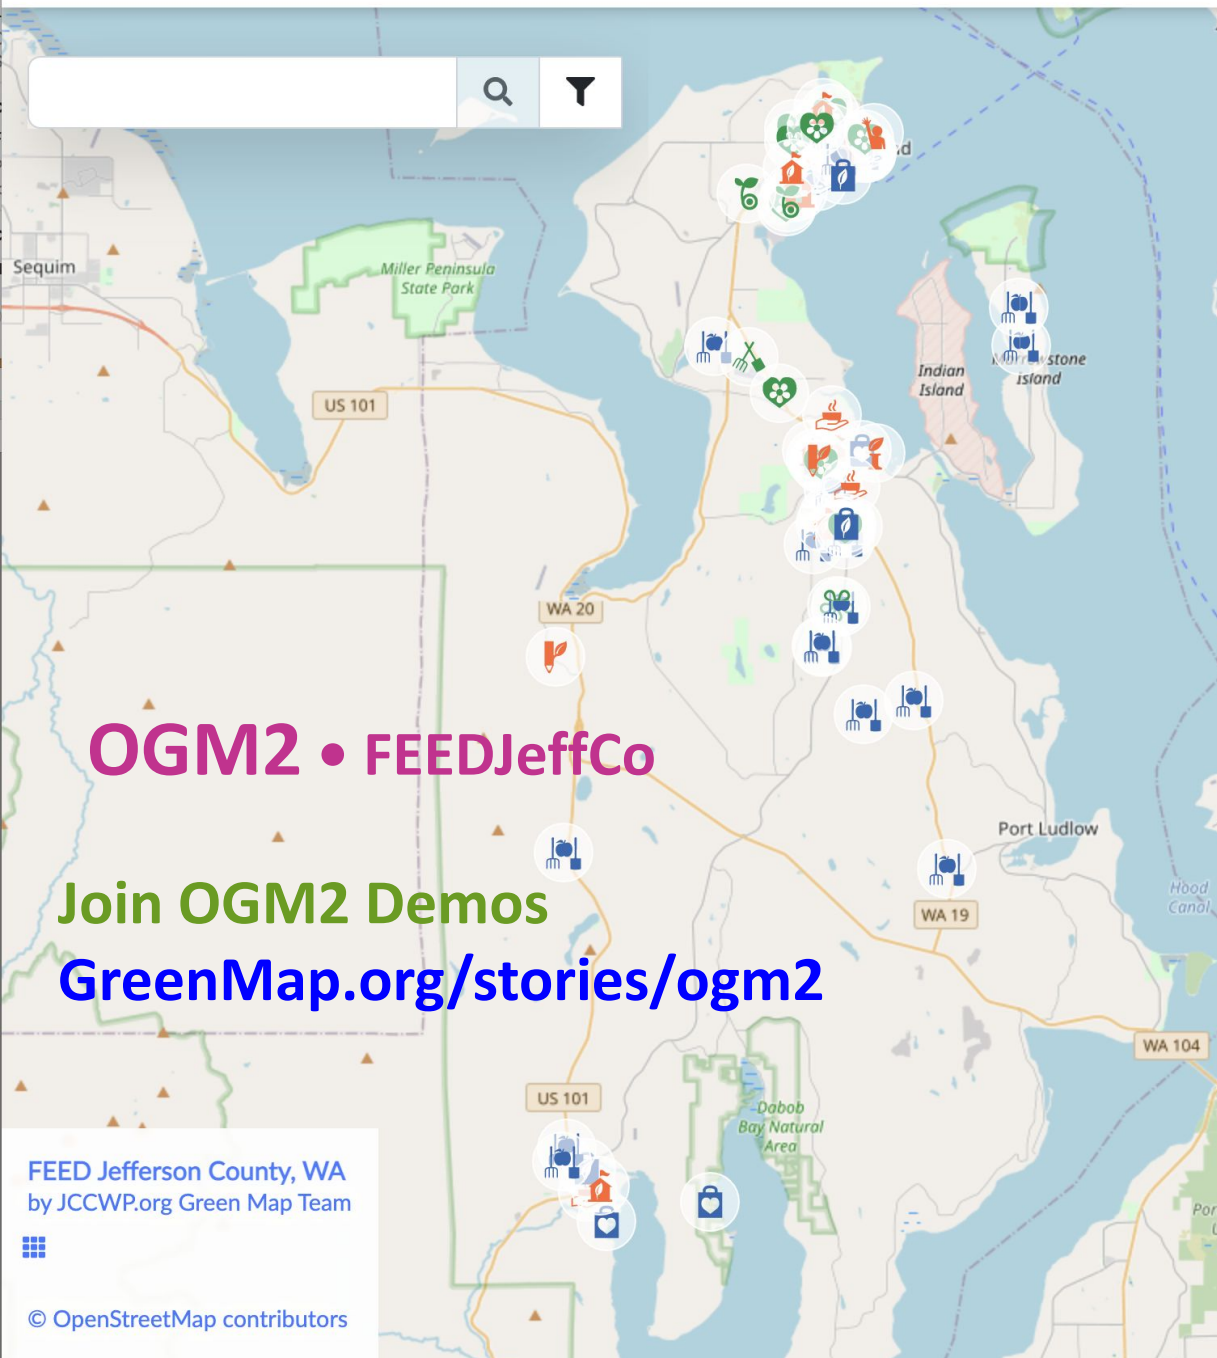 Sequim
Miller Peninsula
State Park
Indian
Island
stone
island
US 101
WA 20
OGM2 • FEEDJeffCo
Port Ludlow
Join OGM2 Demos
WA 19
Hood
Canal
GreenMap.org/stories/ogm2
WA 104
US 101
Dabob
Bay Natural
Area
FEED Jefferson County, WA
by JCCWP.org Green Map Team
© OpenStreetMap contributors